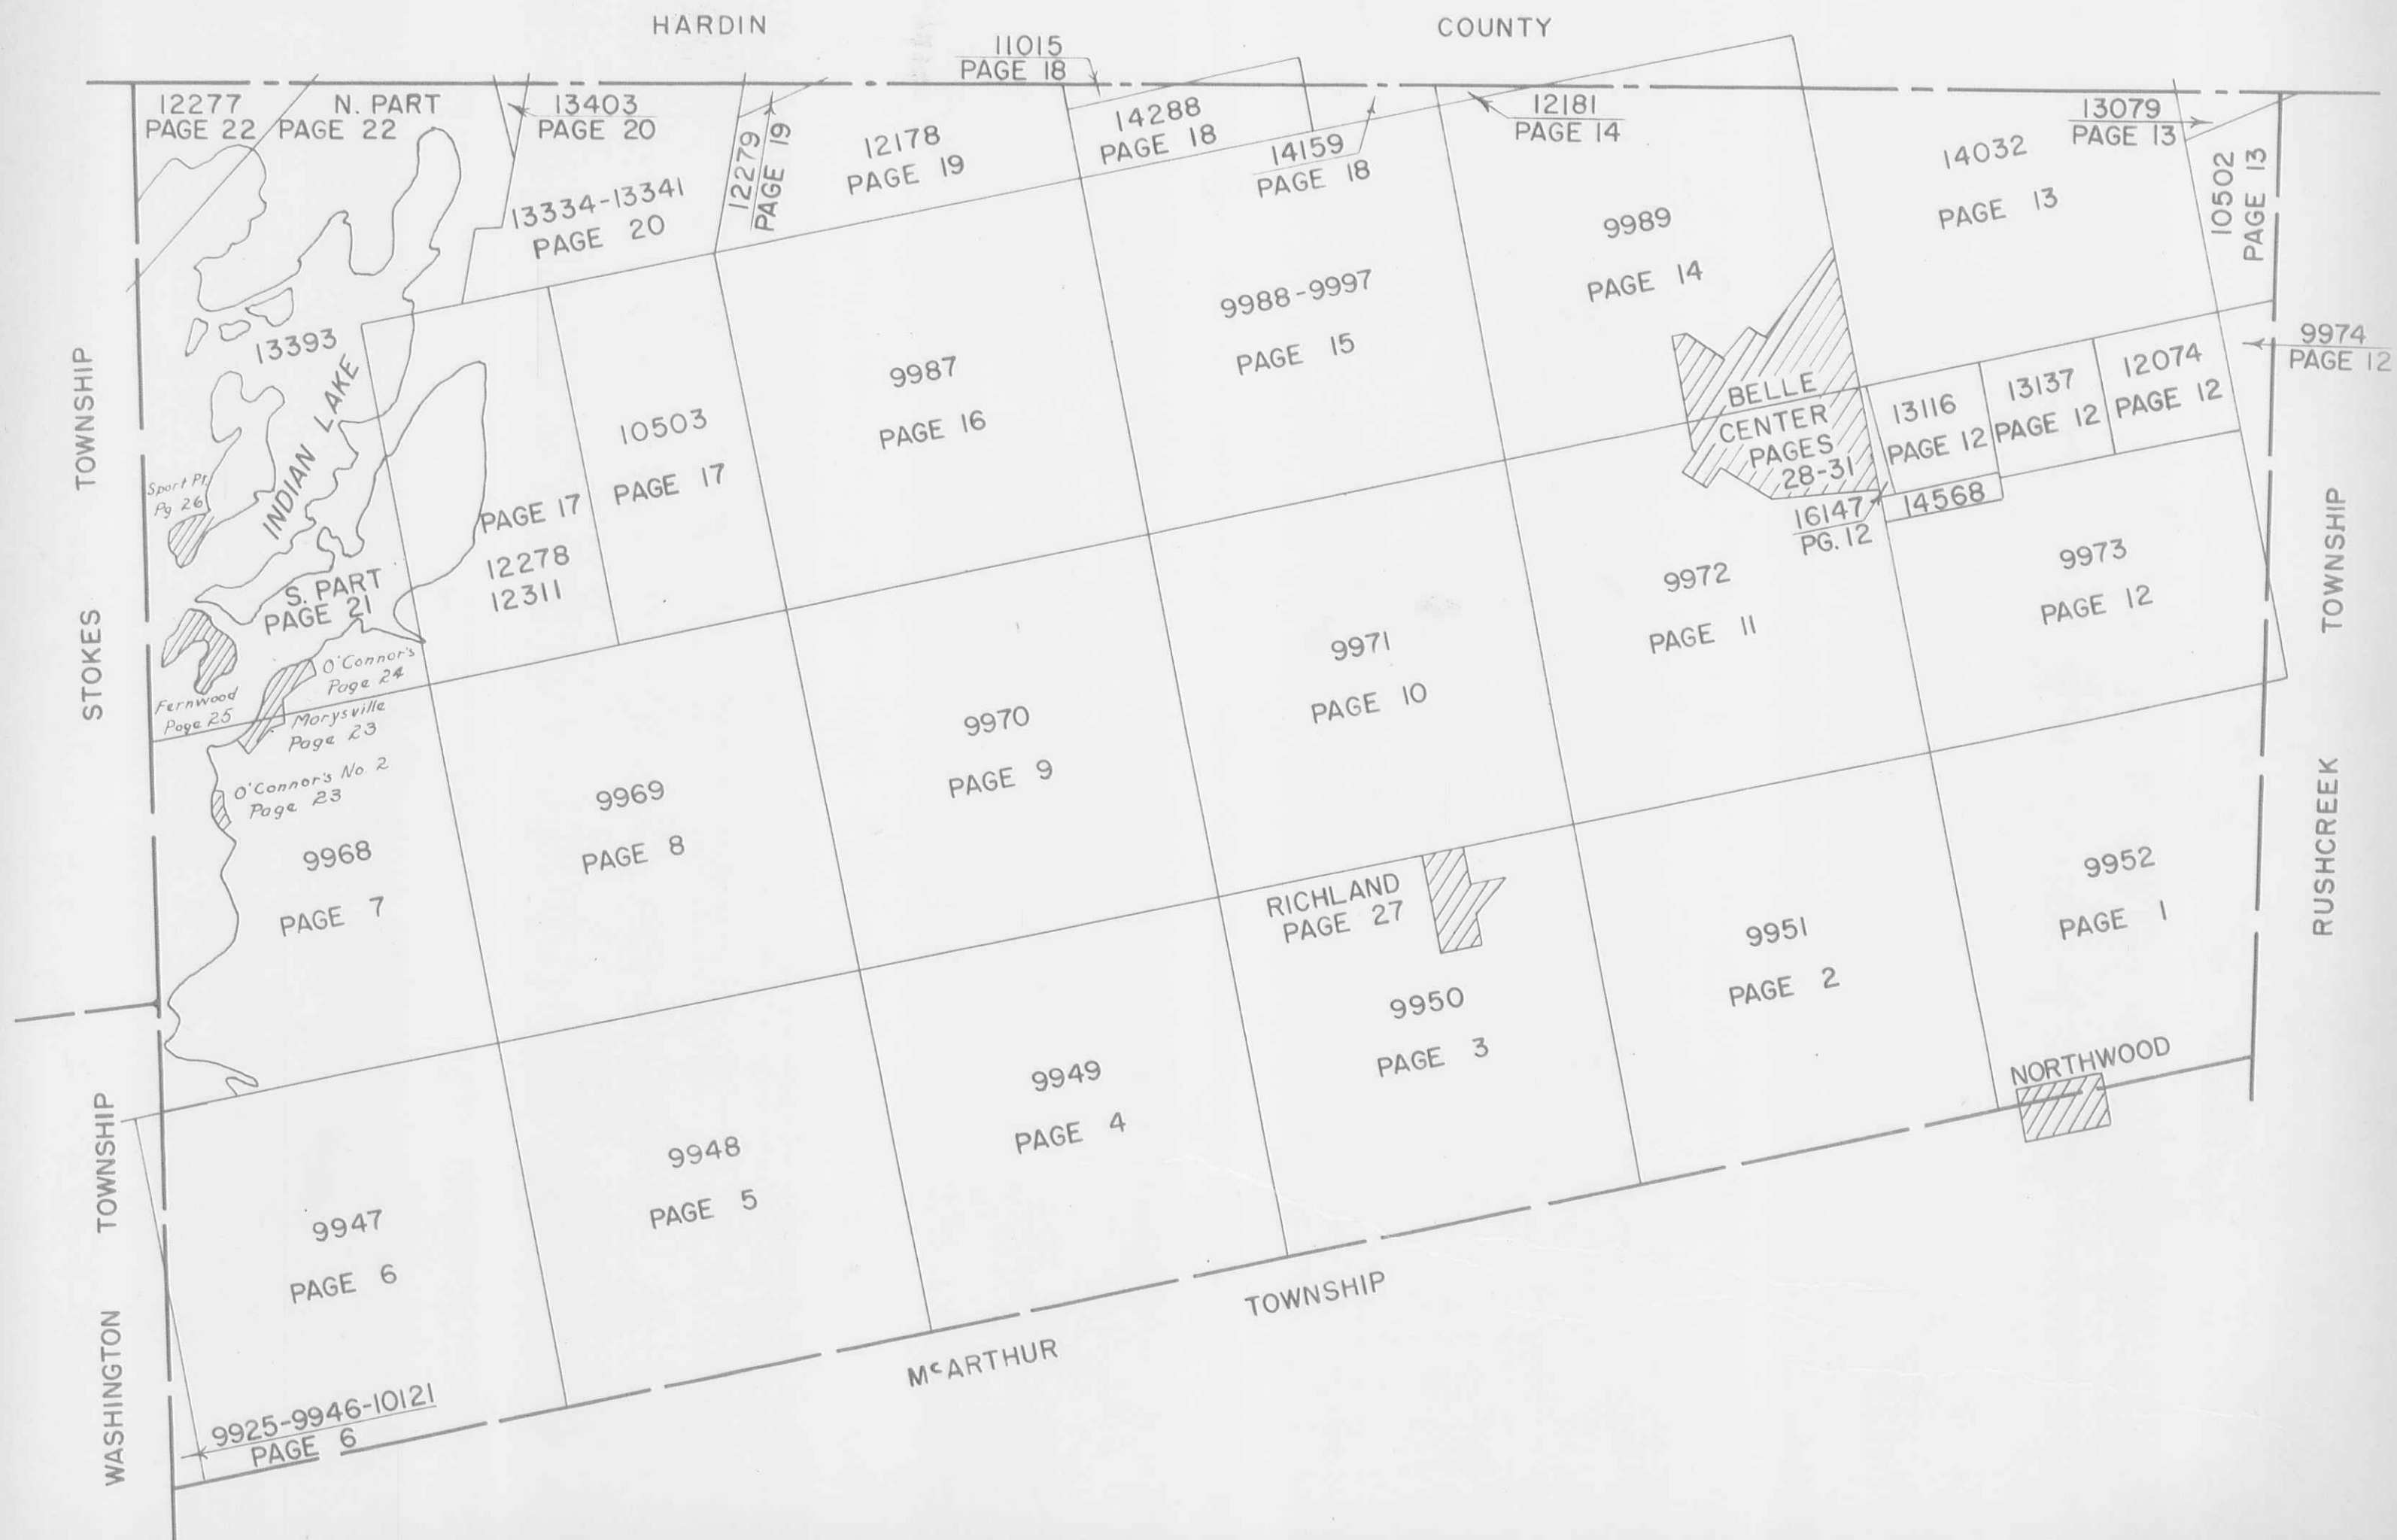 HARDIN COUNTY
11015
PAGE 18
12277
PAGE 22
N. PART
PAGE 22
13403
PAGE 20
13334-13341
PAGE 20
12279
PAGE 19
12178
PAGE 19
14288
PAGE 18
14159
PAGE 18
12181
PAGE 14
9989
PAGE 14
14032
PAGE 13
13079
PAGE 13
10502
PAGE 13
9974
PAGE 12
STOKES TOWNSHIP
13393
INDIAN LAKE
Sport Pt.
Pg 26
S. PART
PAGE 21
PAGE 17
12278
12311
10503
PAGE 17
9987
PAGE 16
9988-9997
PAGE 15
BELLE
CENTER
PAGES
28-31
13116
PAGE 12
13137
PAGE 12
12074
PAGE 12
16147
PG. 12
14568
9973
PAGE 12
RUSHCREEK TOWNSHIP
9972
PAGE 11
9971
PAGE 10
9970
PAGE 9
9969
PAGE 8
O'Connor's
Page 24
Fernwood
Page 25
Morysville
Page 23
O'Connor's No. 2
Page 23
9968
PAGE 7
RICHLAND
PAGE 27
9952
PAGE 1
9951
PAGE 2
9950
PAGE 3
9949
PAGE 4
9948
PAGE 5
9947
PAGE 6
NORTHWOOD
WASHINGTON TOWNSHIP
9925-9946-10121
PAGE 6
McARTHUR TOWNSHIP